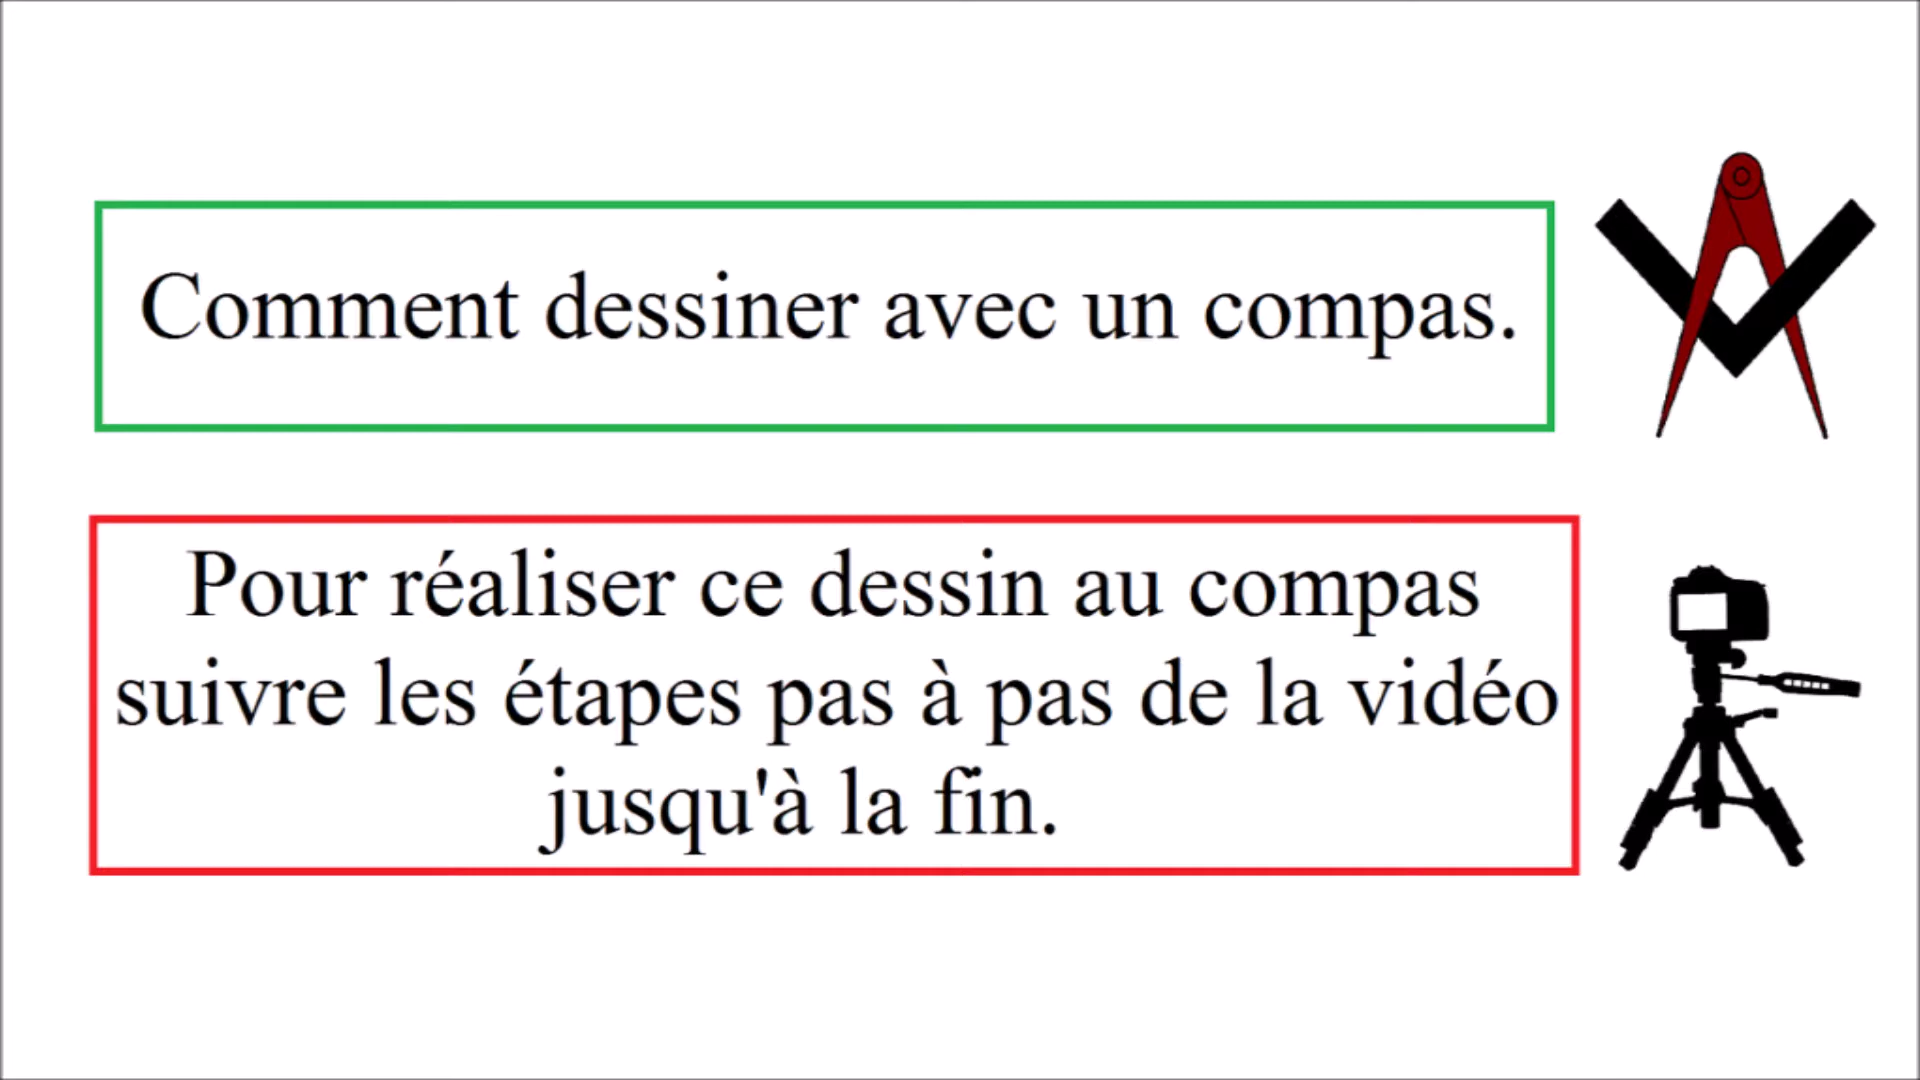 Comment dessiner avec un compas.
Pour réaliser ce dessin au compas
suivre les étapes pas à pas de la vidéo
jusqu'à la fin.